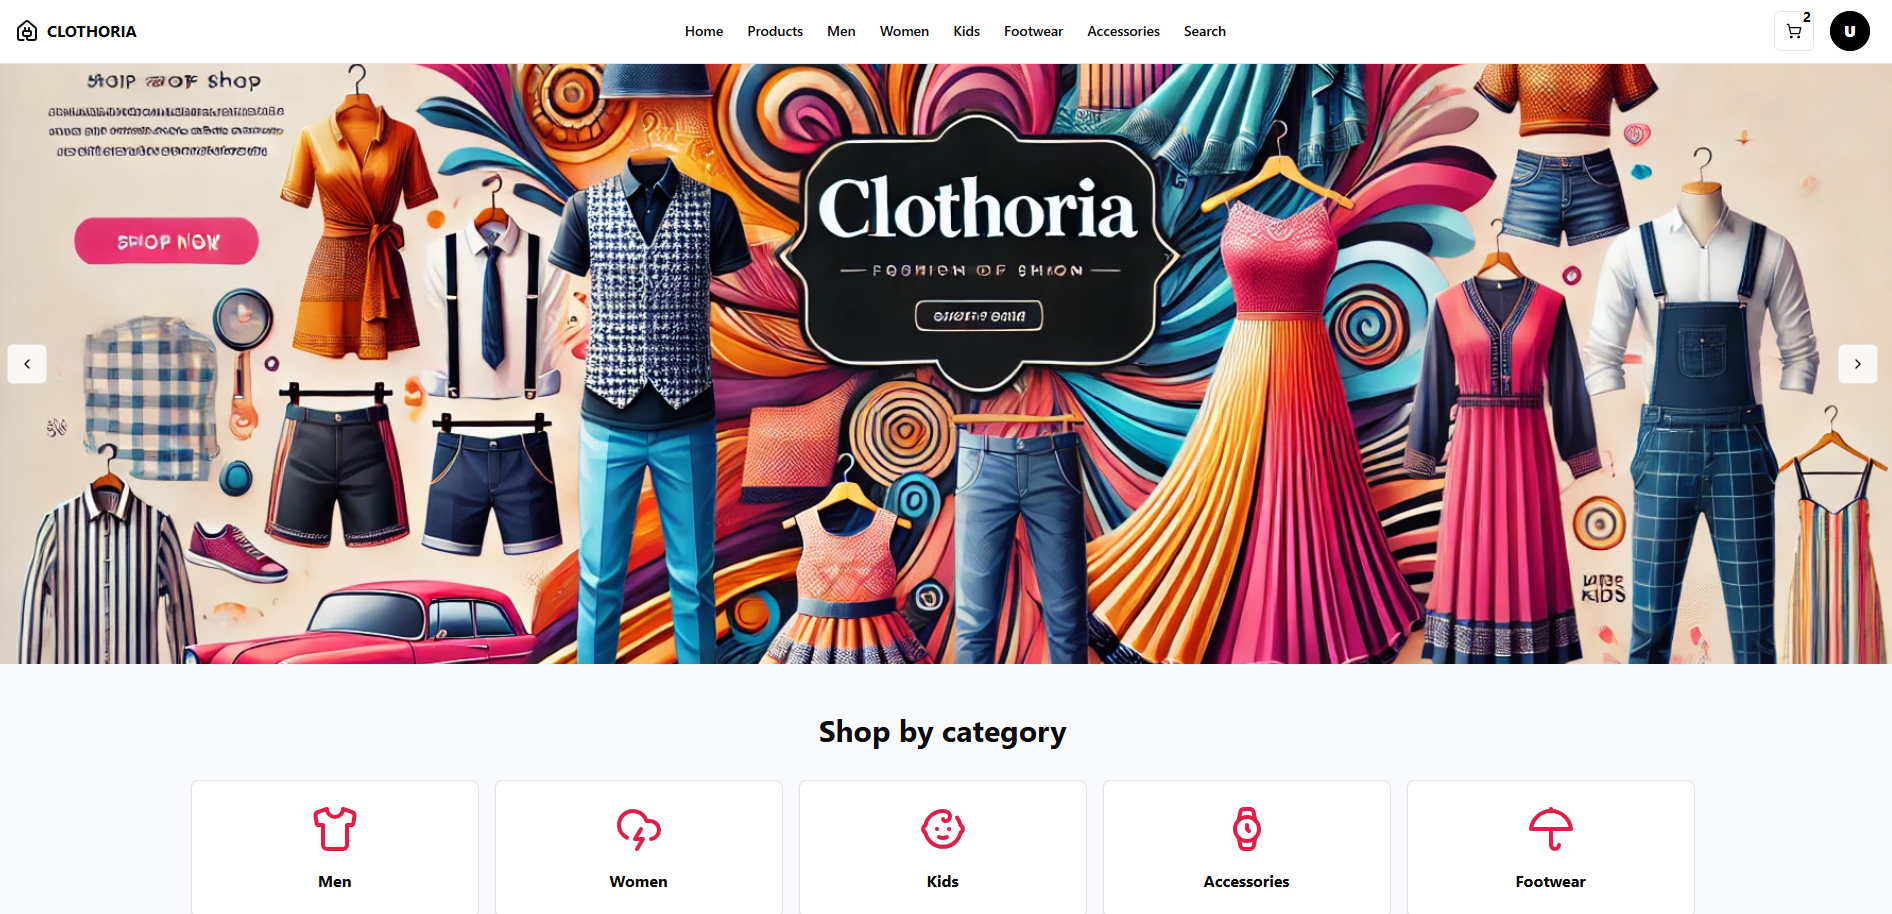 CLOTHORIA
Home Products Men Women Kids Footwear Accessories Search
2
U
shop
SHOP NOW
Clothoria
KIDS
Shop by category
Men Women Kids Accessories Footwear